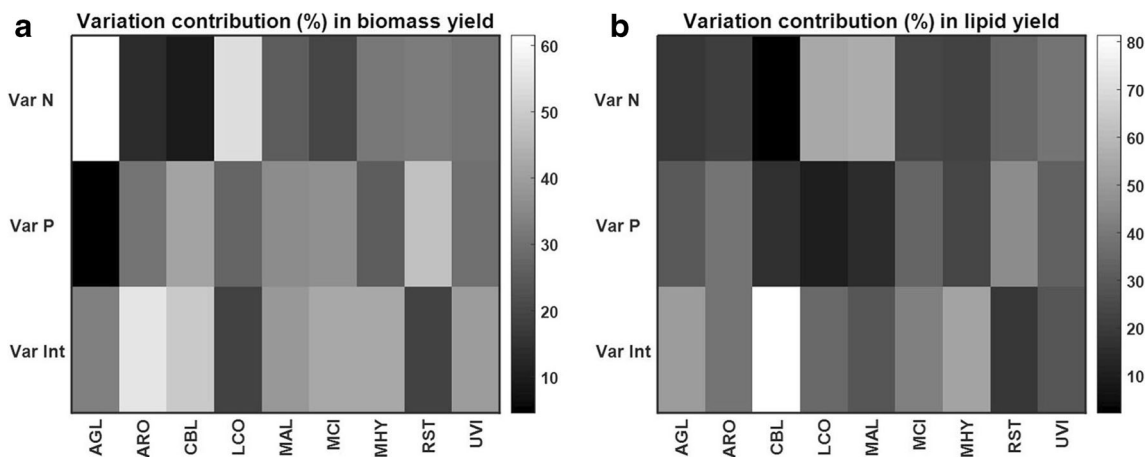 a
Variation contribution (%) in biomass yield
Var N
Var P
Var Int
AGL ARO CBL LCO MAL MCI MHY RST UVI
60
50
40
30
20
10
b
Variation contribution (%) in lipid yield
Var N
Var P
Var Int
AGL ARO CBL LCO MAL MCI MHY RST UVI
80
70
60
50
40
30
20
10